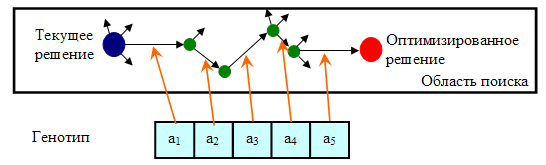 Текущее
решение
Оптимизированное
решение
Область поиска
Генотип
a1 a2 a3 a4 a5